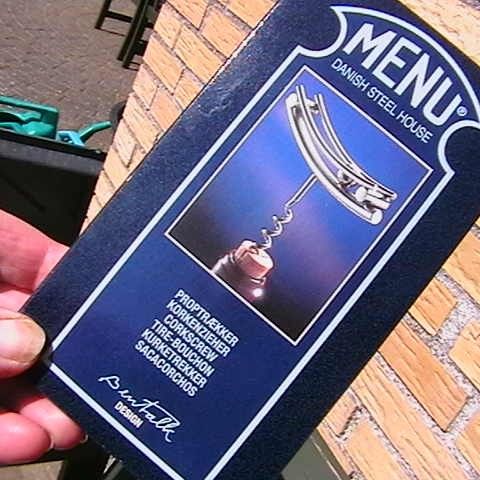 MENU®
DANISH STEEL HOUSE
PROPTRÆKKER
KORKENZIEHER
CORKSCREW
TIRE-BOUCHON
KURKETREKKER
SACACORCHOS
DESIGN